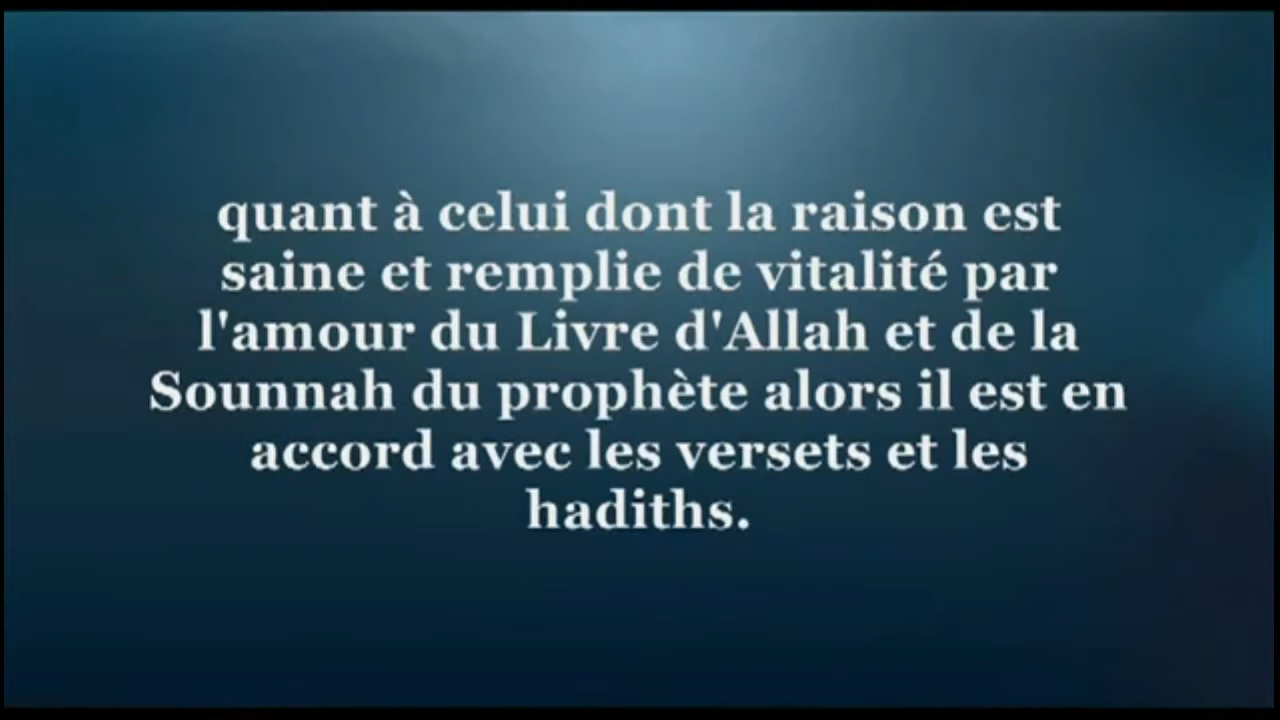 quant à celui dont la raison est
saine et remplie de vitalité par
l'amour du Livre d'Allah et de la
Sounnah du prophète alors il est en
accord avec les versets et les
hadiths.